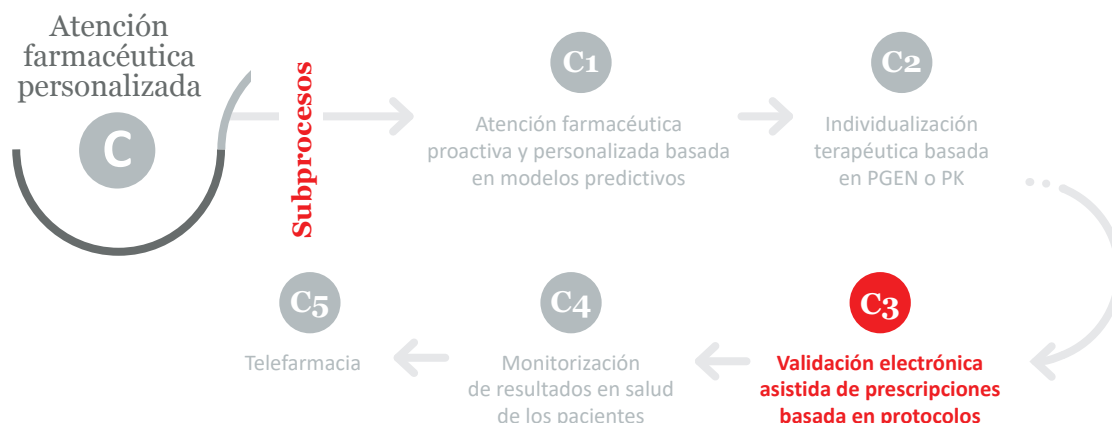 Atención
farmacéutica
personalizada
C
Subprocesos
C1
Atención farmacéutica
proactiva y personalizada basada
en modelos predictivos
C2
Individualización
terapéutica basada
en PGEN o PK
C3
Validación electrónica
asistida de prescripciones
basada en protocolos
C4
Monitorización
de resultados en salud
de los pacientes
C5
Telefarmacia